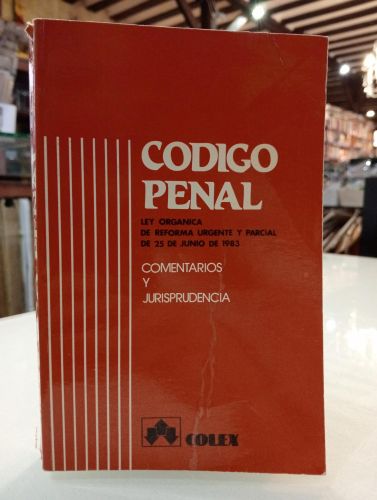 CODIGO
PENAL
LEY ORGANICA
DE REFORMA URGENTE Y PARCIAL
DE 25 DE JUNIO DE 1983
COMENTARIOS
Y
JURISPRUDENCIA
COLEX